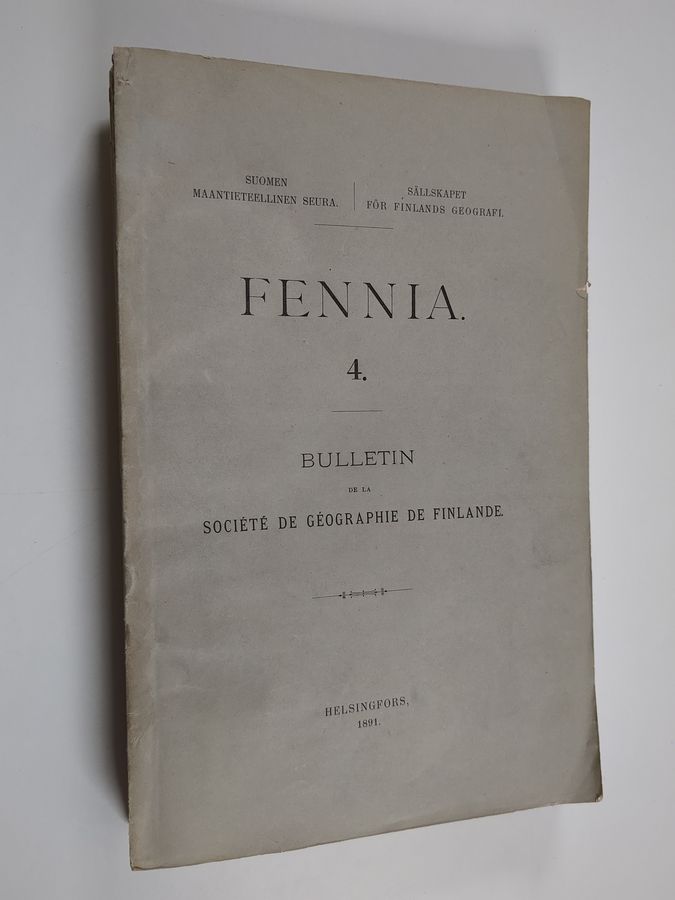 SUOMEN
MAANTIETEELLINEN SEURA.
SÄLLSKAPET
FÖR FINLANDS GEOGRAFI.
FENNIA.
4.
BULLETIN
DE LA
SOCIÉTÉ DE GÉOGRAPHIE DE FINLANDE.
HELSINGFORS,
1891.